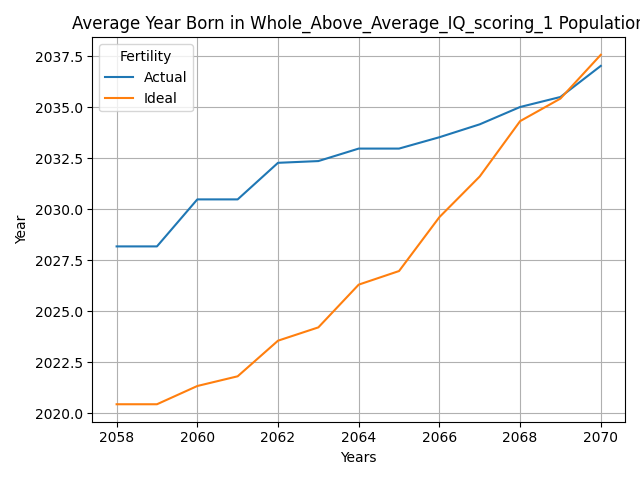 Average Year Born in Whole_Above_Average_IQ_scoring_1 Population
Fertility
Actual
Ideal
2037.5
2035.0
2032.5
2030.0
2027.5
2025.0
2022.5
2020.0
Year
2058 2060 2062 2064 2066 2068 2070
Years